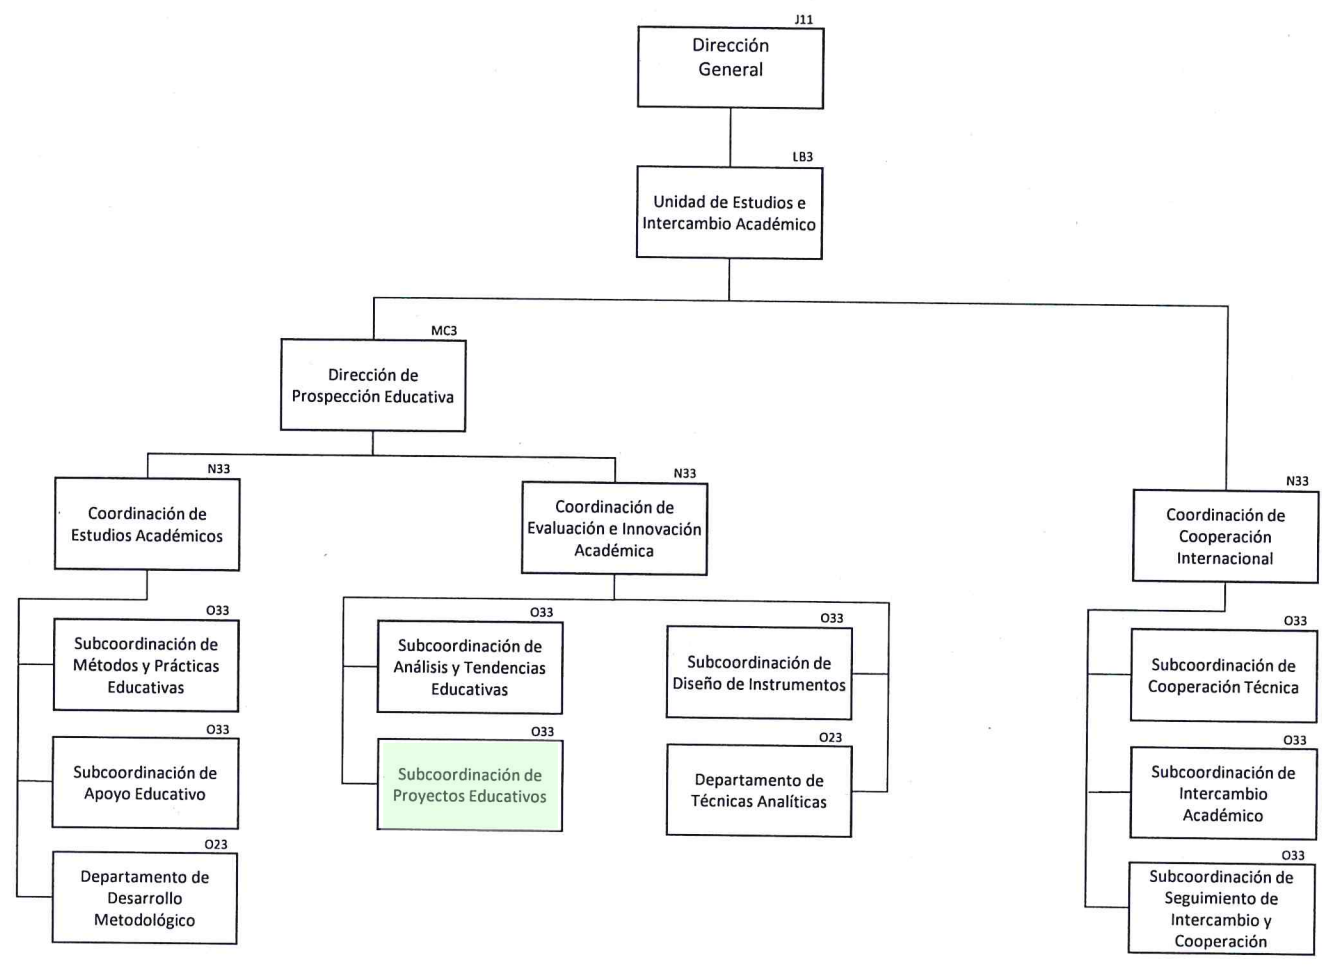 J11
Dirección
General
LB3
Unidad de Estudios e
Intercambio Académico
MC3
Dirección de
Prospección Educativa
N33
Coordinación de
Estudios Académicos
O33
Subcoordinación de
Métodos y Prácticas
Educativas
O33
Subcoordinación de
Apoyo Educativo
O23
Departamento de
Desarrollo
Metodológico
N33
Coordinación de
Evaluación e Innovación
Académica
O33
Subcoordinación de
Análisis y Tendencias
Educativas
O33
Subcoordinación de
Proyectos Educativos
O33
Subcoordinación de
Diseño de Instrumentos
O23
Departamento de
Técnicas Analíticas
N33
Coordinación de
Cooperación
Internacional
O33
Subcoordinación de
Cooperación Técnica
O33
Subcoordinación de
Intercambio
Académico
O33
Subcoordinación de
Seguimiento de
Intercambio y
Cooperación